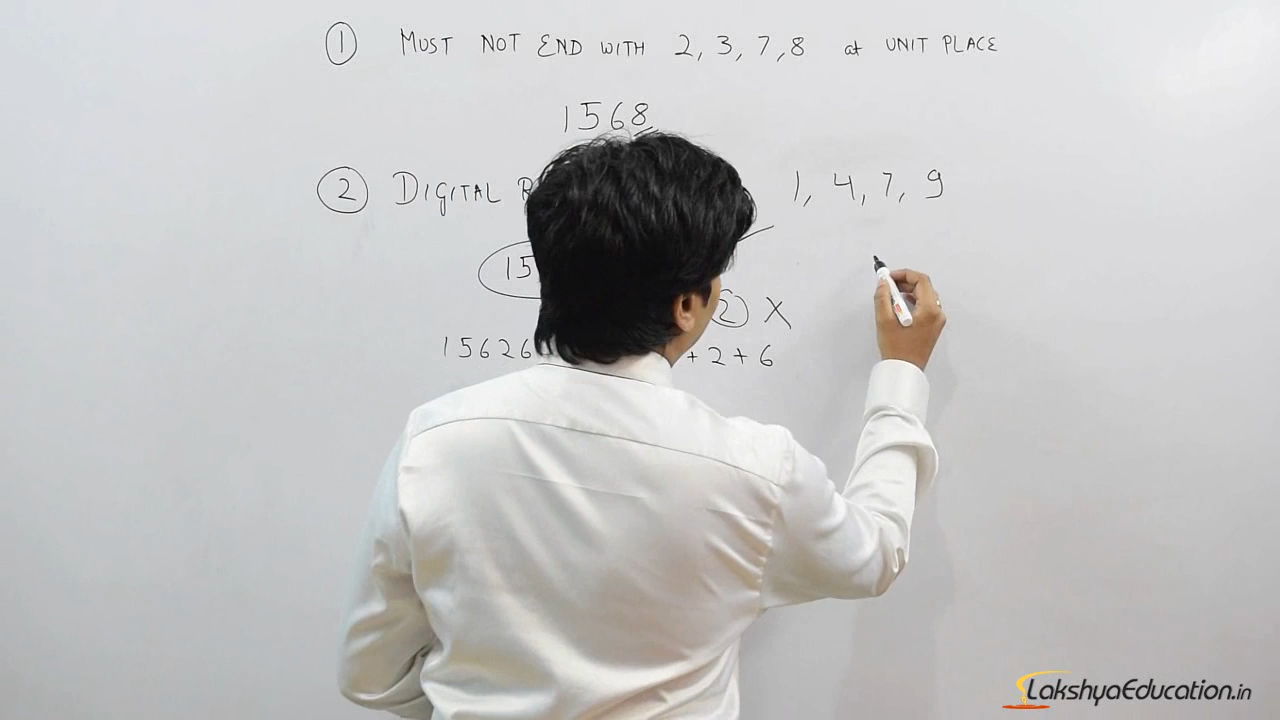 ① MUST NOT END WITH 2, 3, 7, 8 at UNIT PLACE
1568
② DIGITAL 1, 4, 7, 9
15
② X
15626 + 2 + 6
LakshyaEducation.in